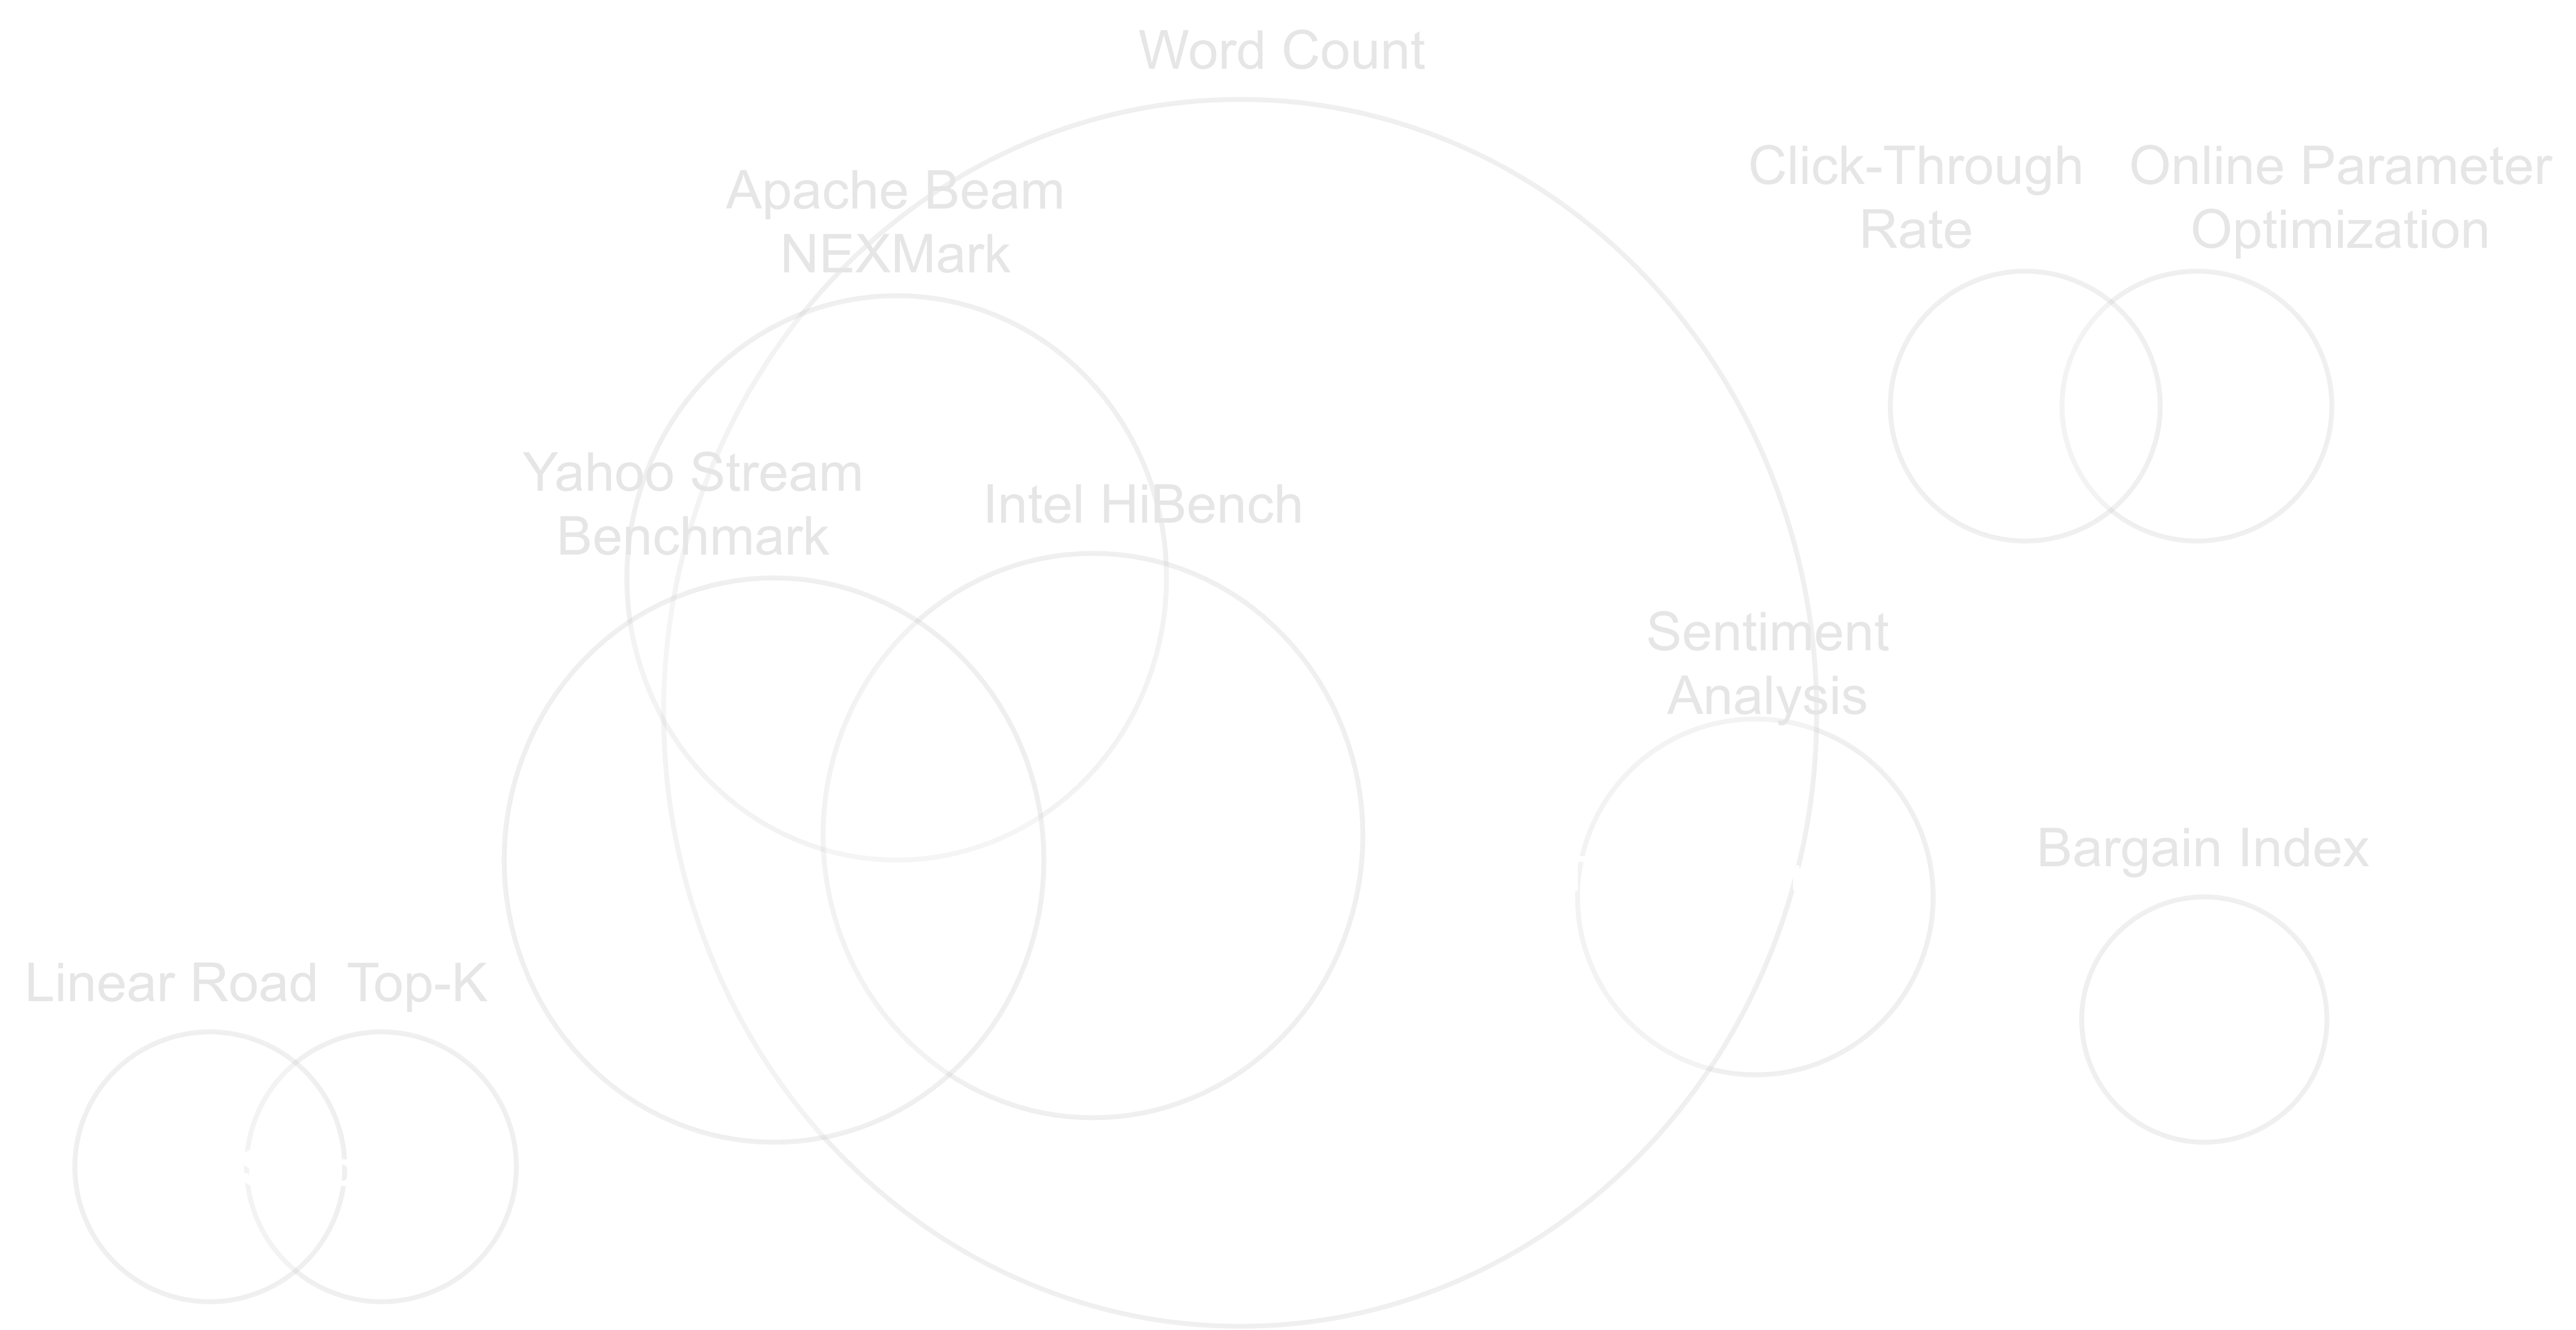 Word Count
Click-Through
Rate
Online Parameter
Optimization
Apache Beam
NEXMark
Yahoo Stream
Benchmark
Intel HiBench
Sentiment
Analysis
Bargain Index
Linear Road
Top-K